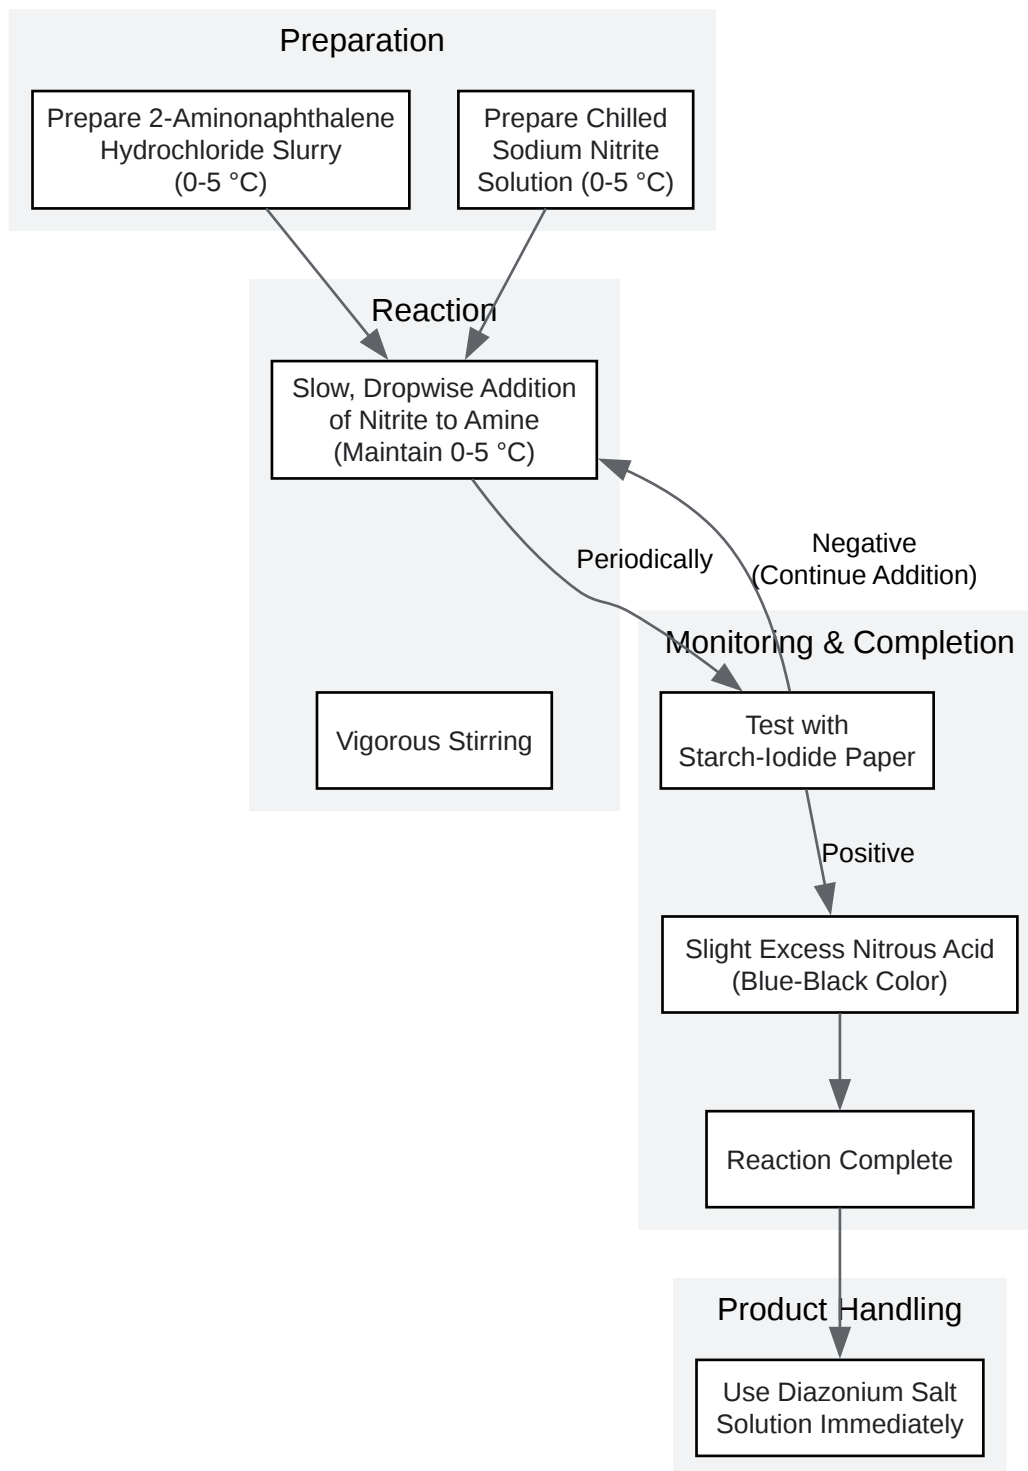 Preparation
Prepare 2-Aminonaphthalene
Hydrochloride Slurry
(0-5 °C)
Prepare Chilled
Sodium Nitrite
Solution (0-5 °C)
Reaction
Slow, Dropwise Addition
of Nitrite to Amine
(Maintain 0-5 °C)
Periodically
Negative
(Continue Addition)
Monitoring & Completion
Vigorous Stirring
Test with
Starch-Iodide Paper
Positive
Slight Excess Nitrous Acid
(Blue-Black Color)
Reaction Complete
Product Handling
Use Diazonium Salt
Solution Immediately